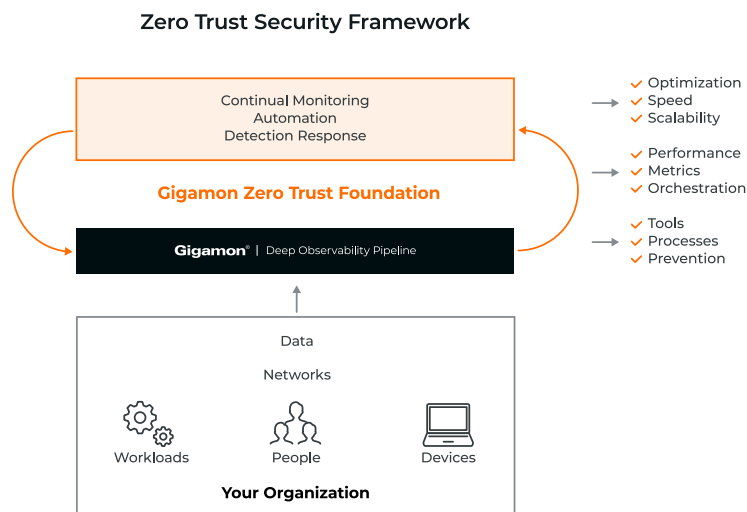 Zero Trust Security Framework
Continual Monitoring
Automation
Detection Response
Gigamon Zero Trust Foundation
Gigamon® | Deep Observability Pipeline
Data
Networks
Workloads
People
Devices
Your Organization
Optimization
Speed
Scalability
Performance
Metrics
Orchestration
Tools
Processes
Prevention